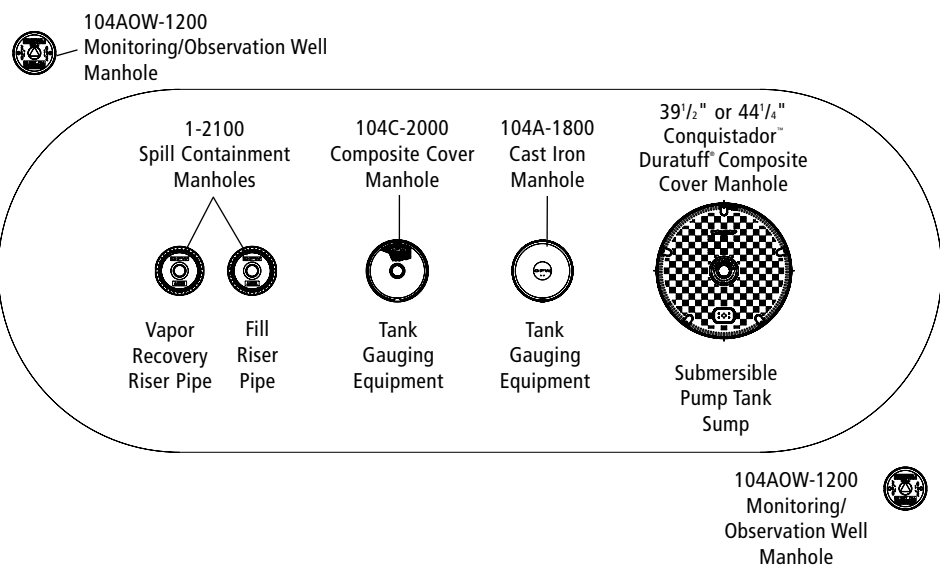 104AOW-1200
Monitoring/Observation Well
Manhole
1-2100
Spill Containment
Manholes
104C-2000
Composite Cover
Manhole
104A-1800
Cast Iron
Manhole
39¹/₂" or 44¹/₄"
Conquistador™
Duratuff® Composite
Cover Manhole
Vapor
Recovery
Riser Pipe
Fill
Riser
Pipe
Tank
Gauging
Equipment
Tank
Gauging
Equipment
Submersible
Pump Tank
Sump
104AOW-1200
Monitoring/
Observation Well
Manhole